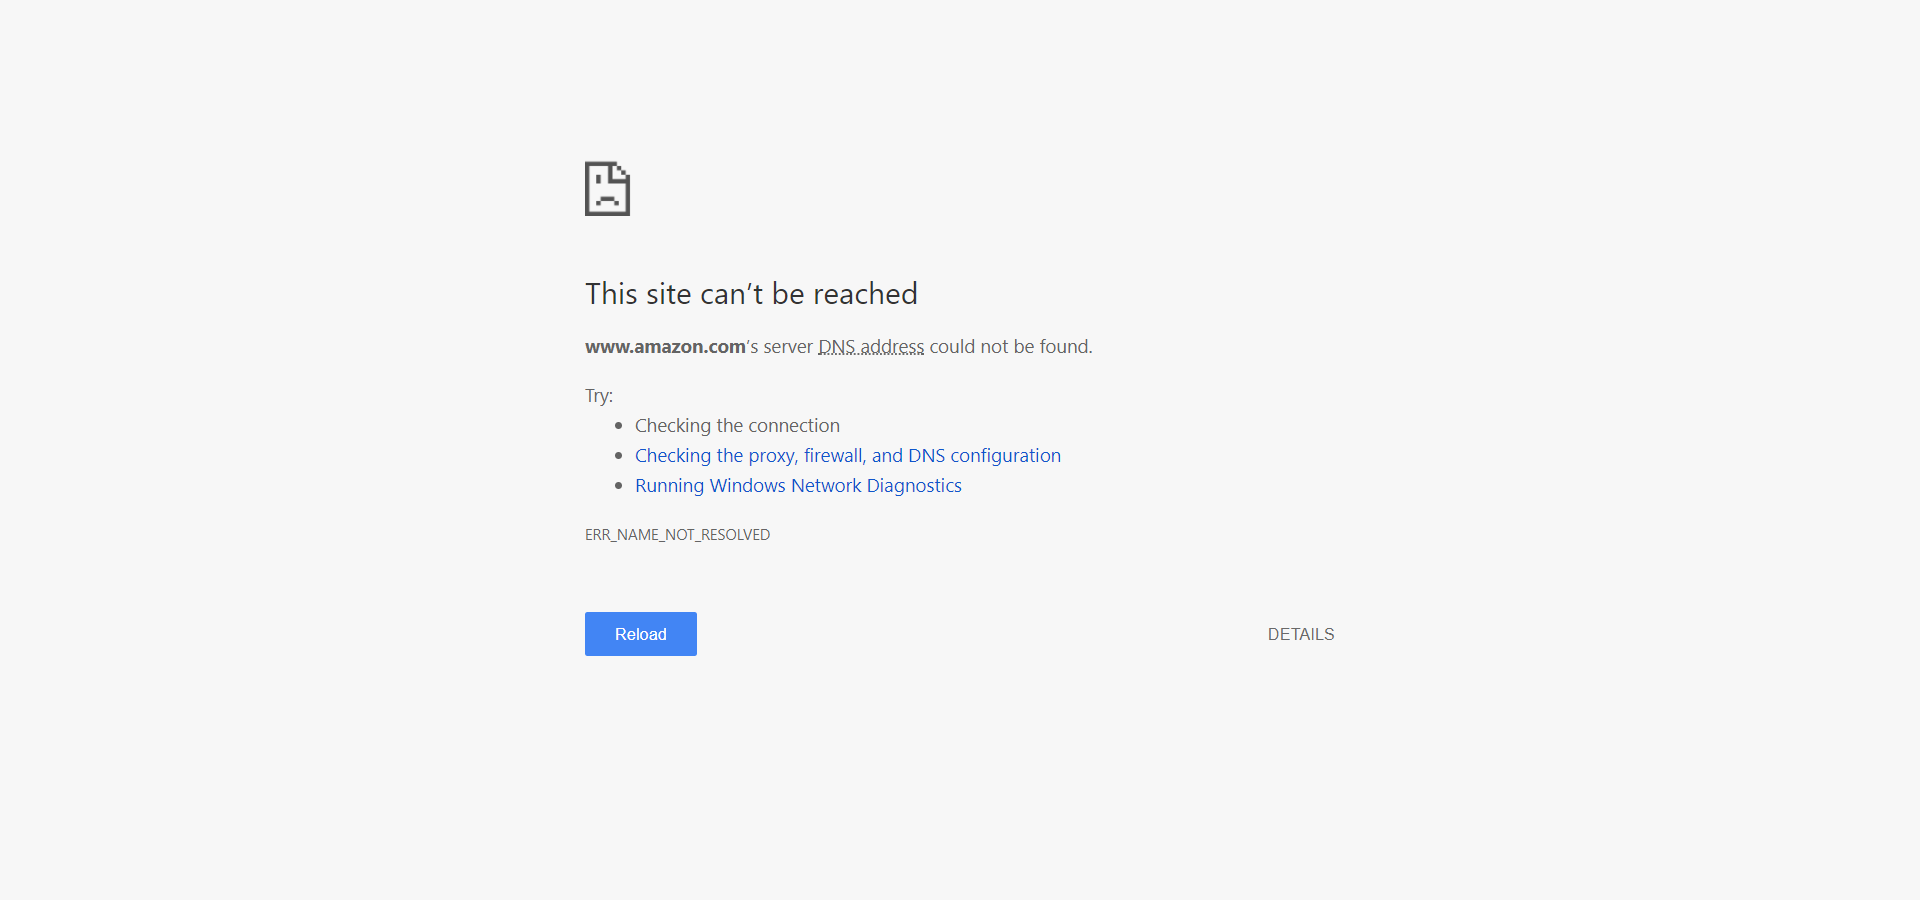 This site can’t be reached
www.amazon.com’s server DNS address could not be found.
Try:
• Checking the connection
• Checking the proxy, firewall, and DNS configuration
• Running Windows Network Diagnostics
ERR_NAME_NOT_RESOLVED
Reload
DETAILS